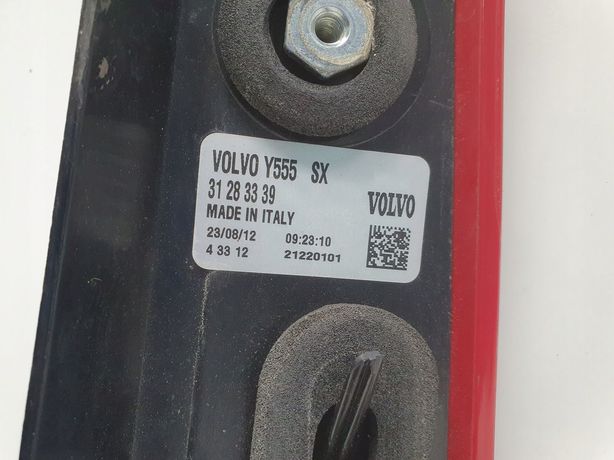 VOLVO Y555 SX
31 28 33 39
MADE IN ITALY
VOLVO
23/08/12 09:23:10
4 33 12 21220101